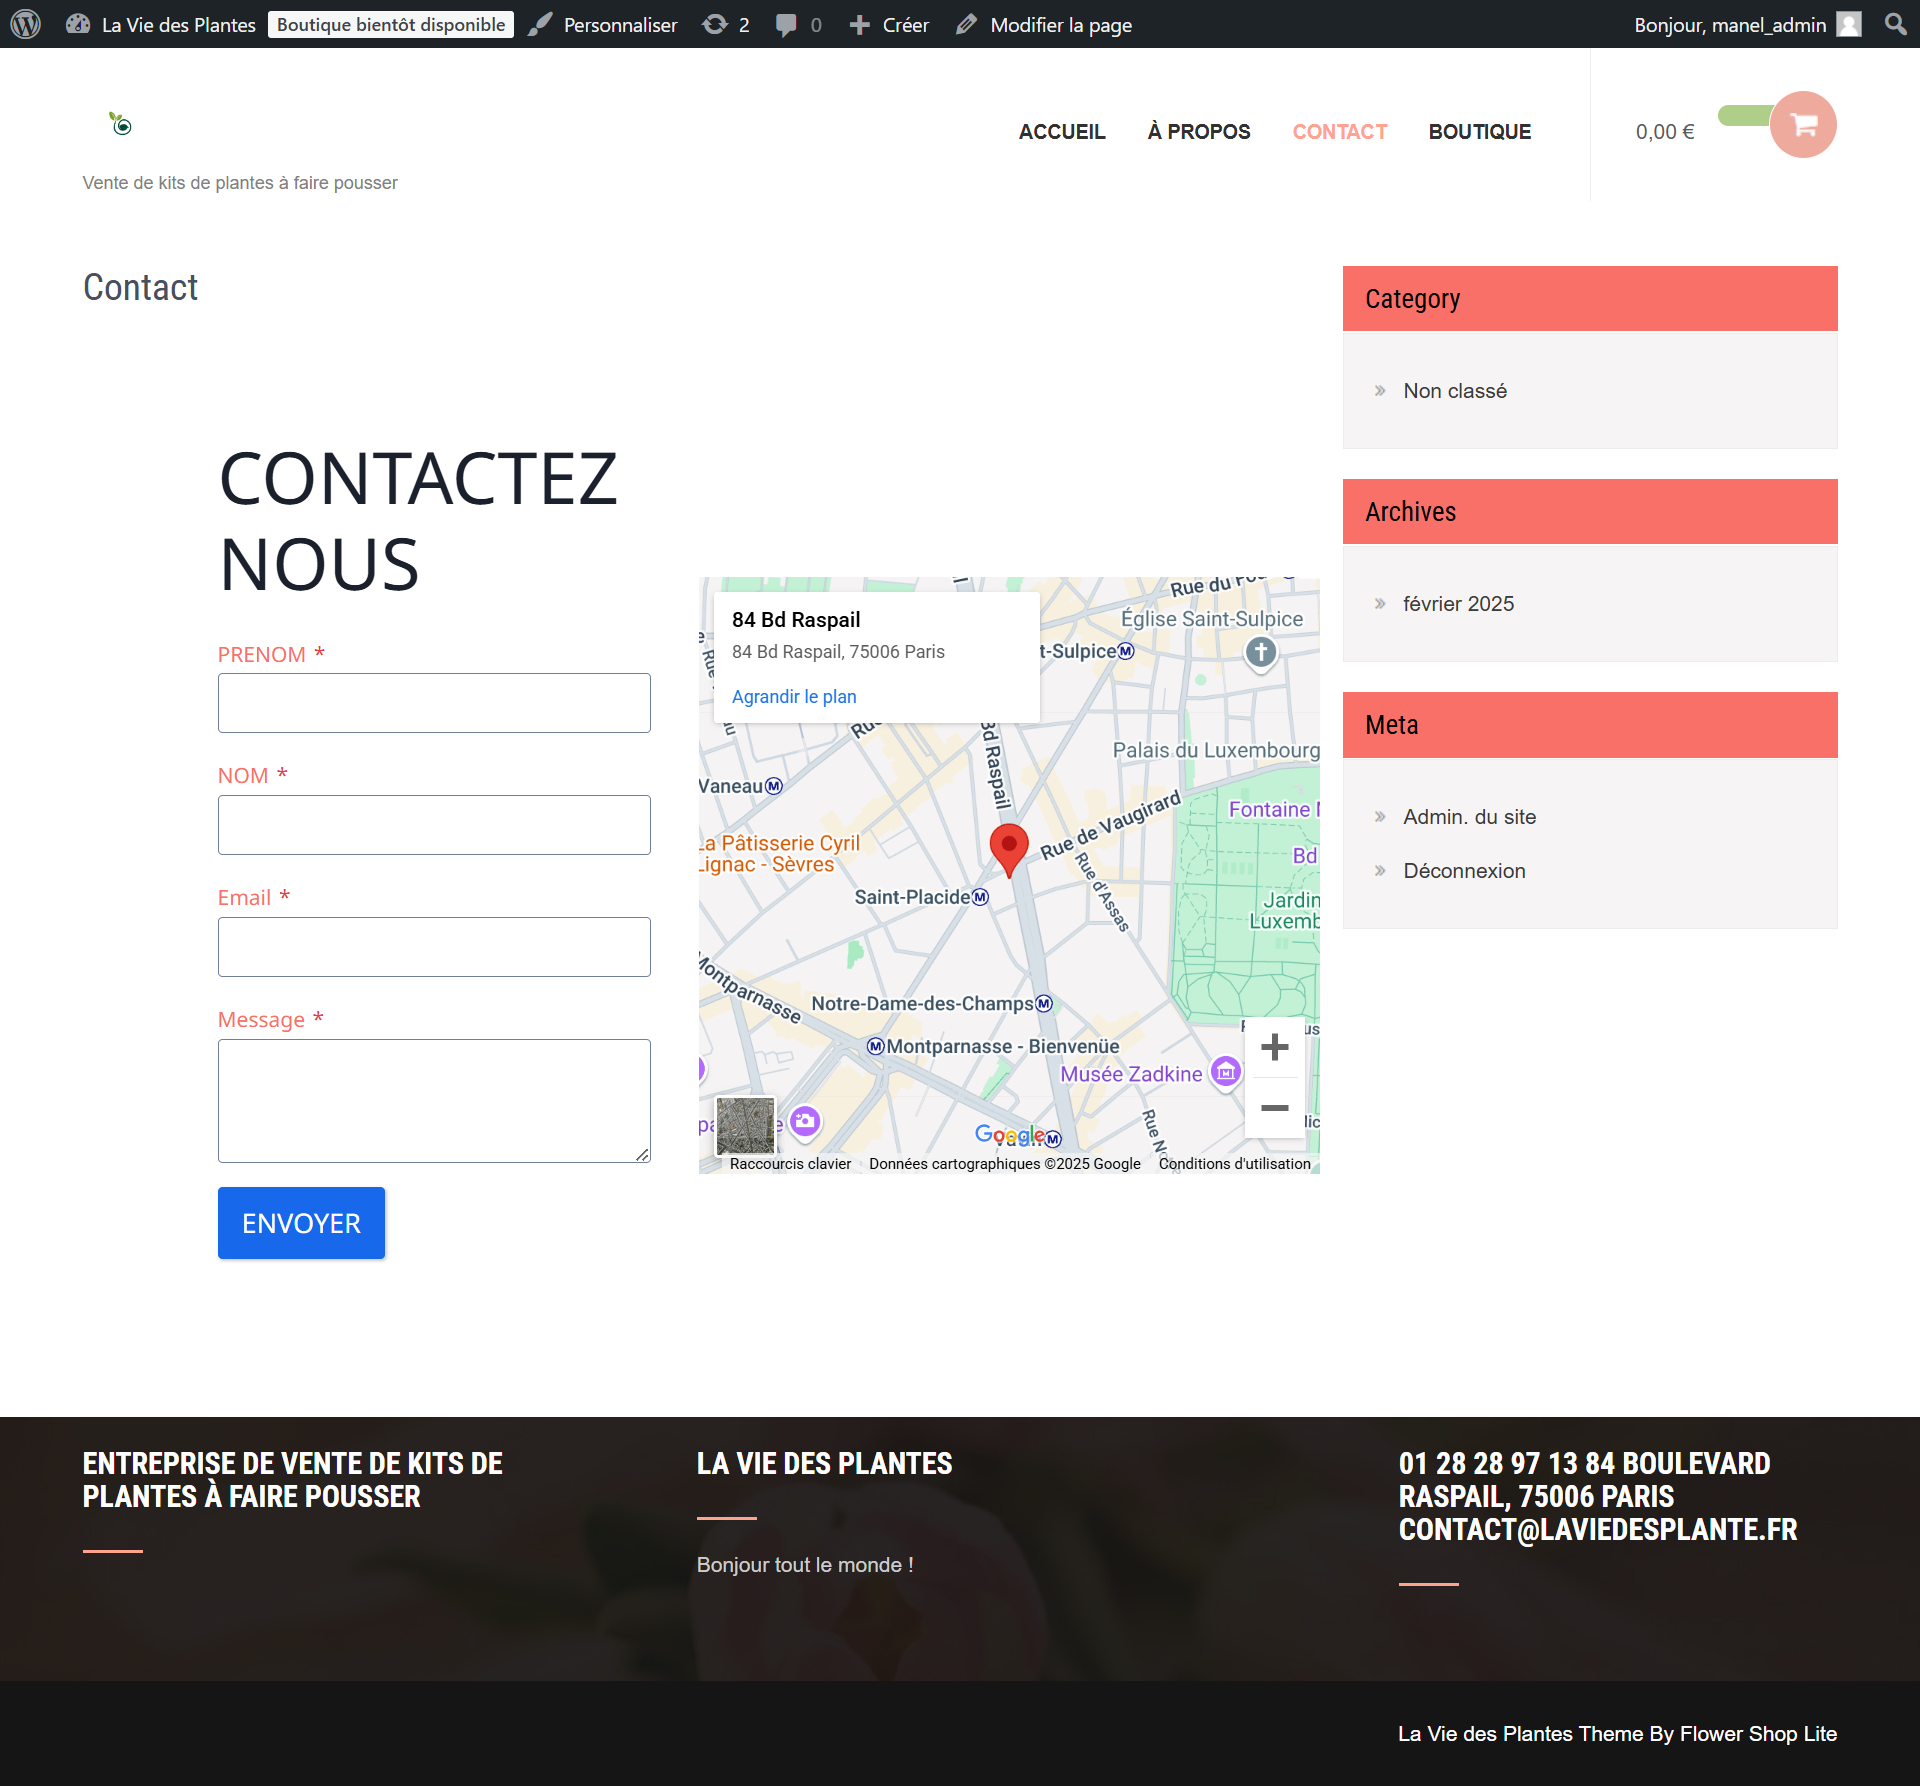 La Vie des Plantes Boutique bientôt disponible Personnaliser 2 0 Créer Modifier la page Bonjour, manel_admin
Vente de kits de plantes à faire pousser
ACCUEIL À PROPOS CONTACT BOUTIQUE 0,00 €
Contact
CONTACTEZ
NOUS
PRENOM *
NOM *
Email *
Message *
ENVOYER
84 Bd Raspail
84 Bd Raspail, 75006 Paris
Agrandir le plan
Église Saint-Sulpice
t-Sulpice
Palais du Luxembourg
Bd Raspail
Vaneau
Rue de Vaugirard
Fontaine
Bd
La Pâtisserie Cyril
Lignac - Sèvres
Rue d'Assas
Saint-Placide
Jardin
Luxemb
Montparnasse
Notre-Dame-des-Champs
Montparnasse - Bienvenüe
Musée Zadkine
Google
Raccourcis clavier Données cartographiques ©2025 Google Conditions d'utilisation
Category
Non classé
Archives
février 2025
Meta
Admin. du site
Déconnexion
ENTREPRISE DE VENTE DE KITS DE
PLANTES À FAIRE POUSSER
LA VIE DES PLANTES
Bonjour tout le monde !
01 28 28 97 13 84 BOULEVARD
RASPAIL, 75006 PARIS
CONTACT@LAVIEDESPLANTE.FR
La Vie des Plantes Theme By Flower Shop Lite